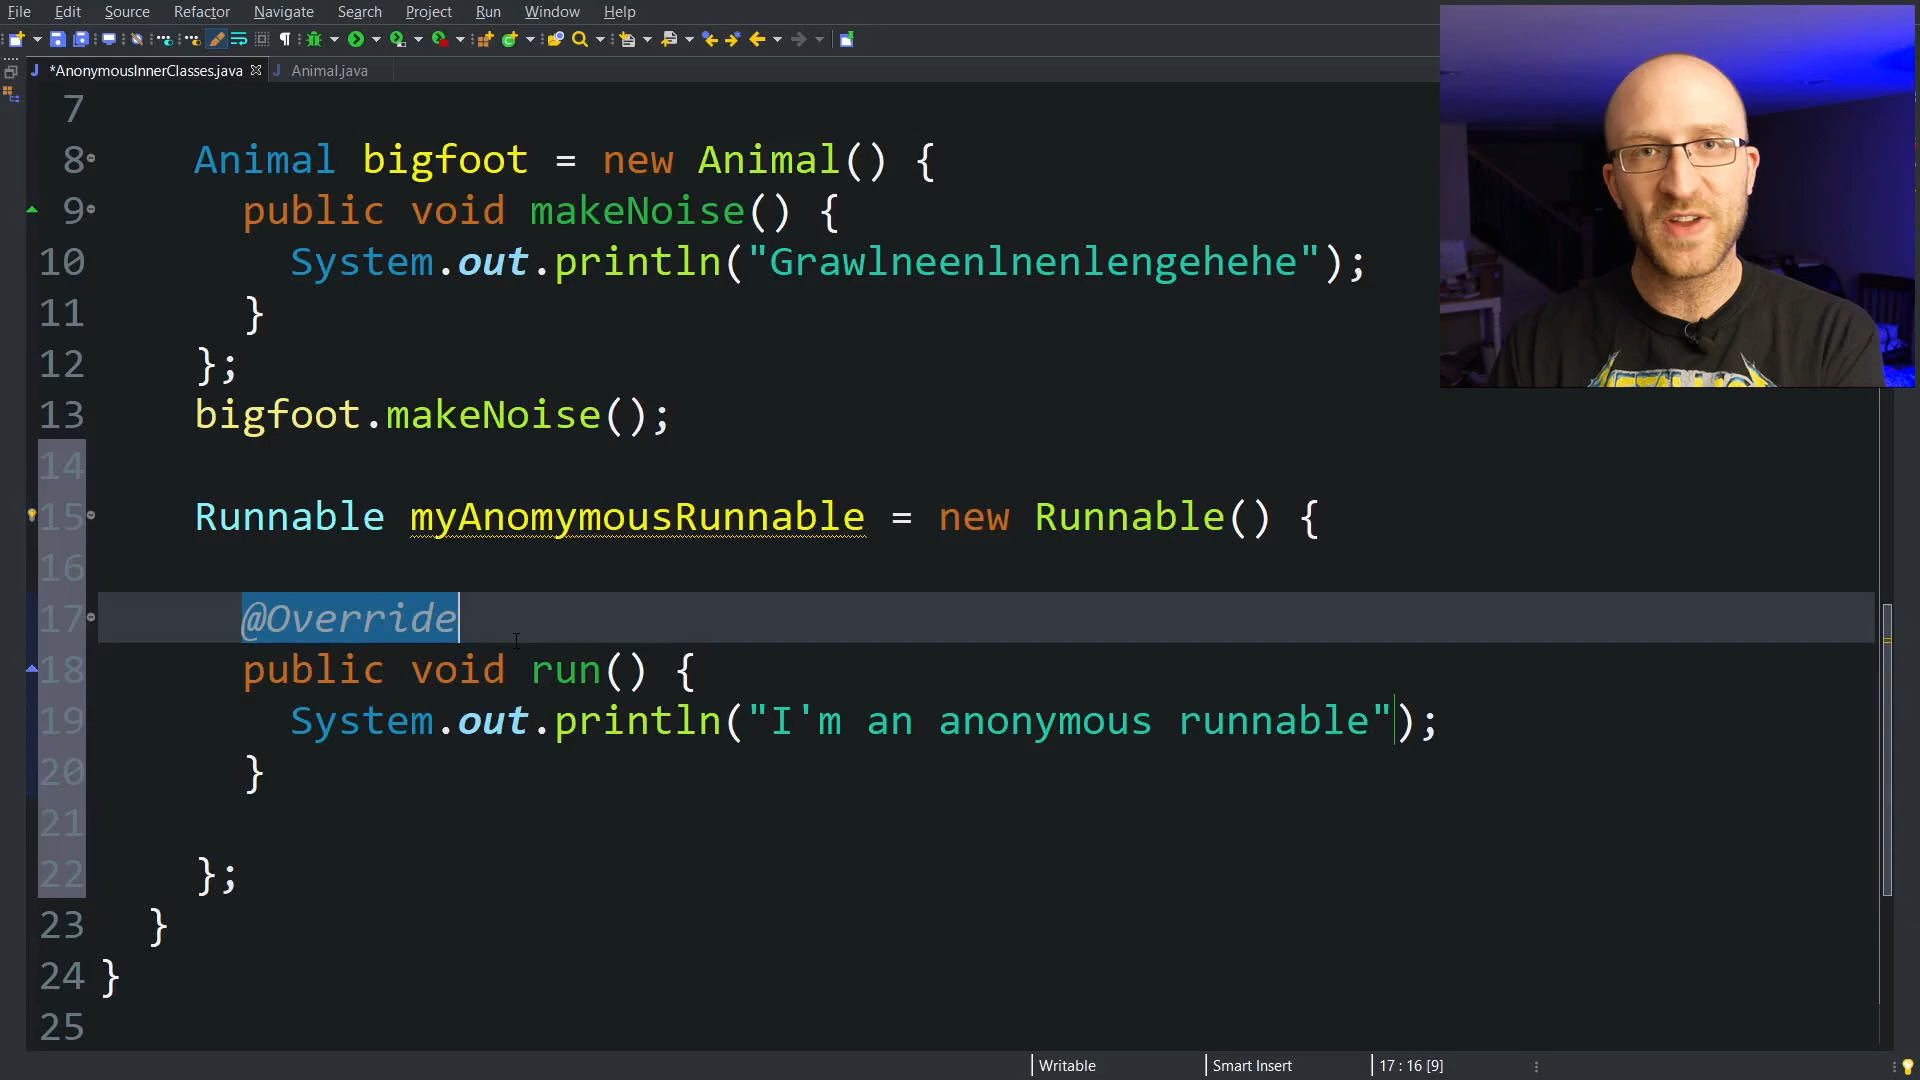 File Edit Source Refactor Navigate Search Project Run Window Help
*AnonymousInnerClasses.java Animal.java
7
8 Animal bigfoot = new Animal() {
9 public void makeNoise() {
10 System.out.println("Grawlneenlnenlengehehe");
11 }
12 };
13 bigfoot.makeNoise();
14
15 Runnable myAnomymousRunnable = new Runnable() {
16
17 @Override
18 public void run() {
19 System.out.println("I'm an anonymous runnable");
20 }
21
22 };
23 }
24 }
25
Writable Smart Insert 17 : 16 [9]